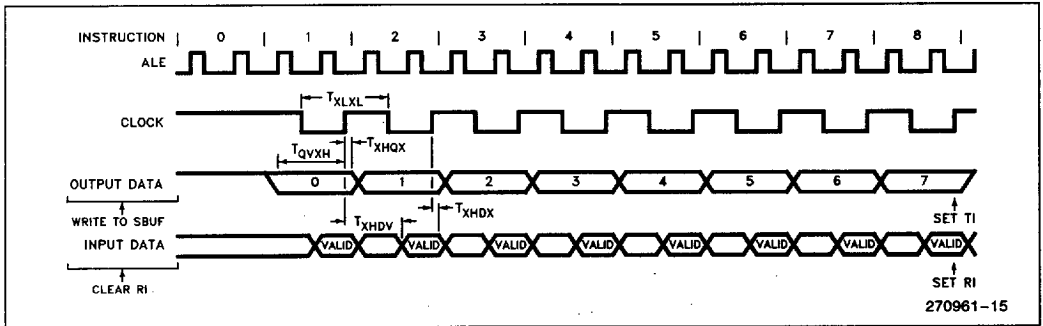 INSTRUCTION | 0 | 1 | 2 | 3 | 4 | 5 | 6 | 7 | 8 |
ALE
TXLXL
CLOCK
TQVXH TXHQX
OUTPUT DATA 0 1 2 3 4 5 6 7
WRITE TO SBUF TXHDV TXHDX SET TI
INPUT DATA VALID VALID VALID VALID VALID VALID VALID VALID
CLEAR RI SET RI
270961-15